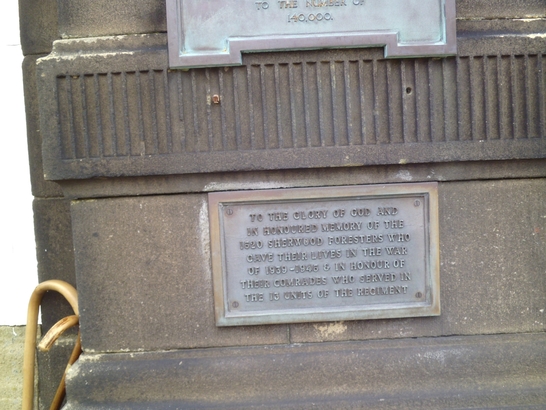 TO THE NUMBER OF
140,000.
TO THE GLORY OF GOD AND
IN HONOURED MEMORY OF THE
1520 SHERWOOD FORESTERS WHO
GAVE THEIR LIVES IN THE WAR
OF 1939-1945 & IN HONOUR OF
THEIR COMRADES WHO SERVED IN
THE 13 UNITS OF THE REGIMENT